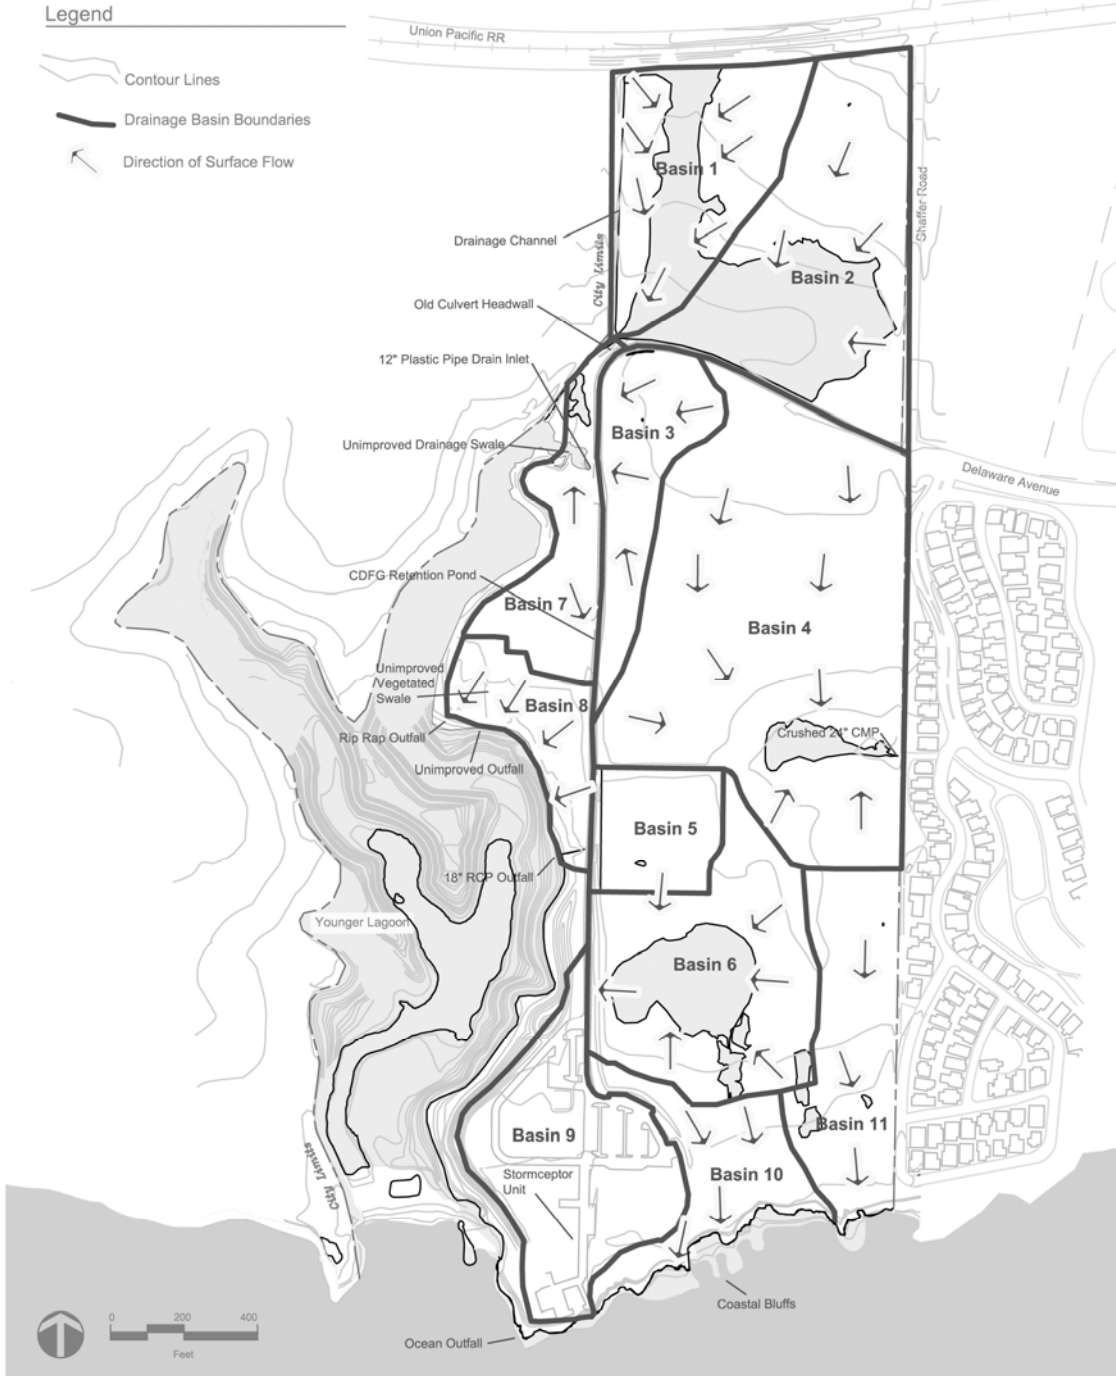 Legend
Contour Lines
Drainage Basin Boundaries
Direction of Surface Flow
Union Pacific RR
Basin 1
Shaffer Road
Drainage Channel
City Limits
Basin 2
Old Culvert Headwall
12" Plastic Pipe Drain Inlet
Basin 3
Unimproved Drainage Swale
Delaware Avenue
CDFG Retention Pond
Basin 7
Basin 4
Unimproved
/Vegetated
Swale
Basin 8
Rip Rap Outfall
Crushed 24" CMP
Unimproved Outfall
Basin 5
18" RCP Outfall
Younger Lagoon
Basin 6
Basin 9
Basin 11
City Limits
Stormceptor
Unit
Basin 10
Coastal Bluffs
0 200 400
Feet
Ocean Outfall